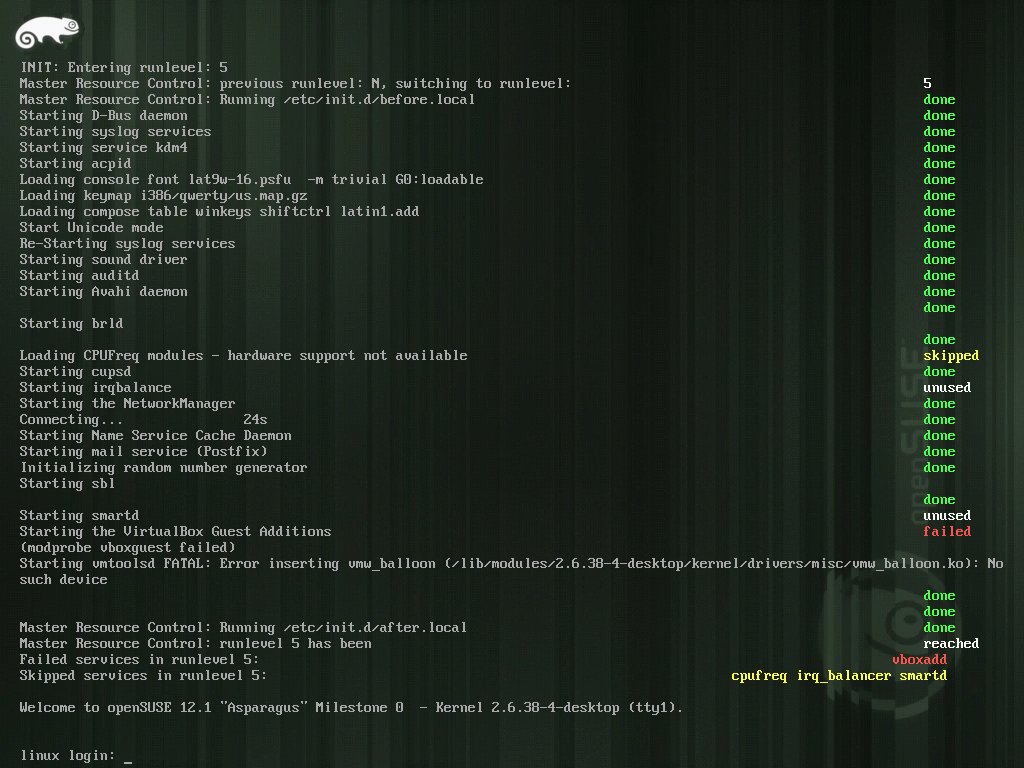 INIT: Entering runlevel: 5
Master Resource Control: previous runlevel: N, switching to runlevel: 5
Master Resource Control: Running /etc/init.d/before.local done
Starting D-Bus daemon done
Starting syslog services done
Starting service kdm4 done
Starting acpid done
Loading console font lat9w-16.psfu  -m trivial G0:loadable done
Loading keymap i386/qwerty/us.map.gz done
Loading compose table winkeys shiftctrl latin1.add done
Start Unicode mode done
Re-Starting syslog services done
Starting sound driver done
Starting auditd done
Starting Avahi daemon done
done
Starting brld
done
Loading CPUFreq modules - hardware support not available skipped
Starting cupsd done
Starting irqbalance unused
Starting the NetworkManager done
Connecting... 24s done
Starting Name Service Cache Daemon done
Starting mail service (Postfix) done
Initializing random number generator done
Starting sbl
done
Starting smartd unused
Starting the VirtualBox Guest Additions failed
(modprobe vboxguest failed)
Starting vmtoolsd FATAL: Error inserting vmw_balloon (/lib/modules/2.6.38-4-desktop/kernel/drivers/misc/vmw_balloon.ko): No
such device
done
done
Master Resource Control: Running /etc/init.d/after.local done
Master Resource Control: runlevel 5 has been reached
Failed services in runlevel 5: vboxadd
Skipped services in runlevel 5: cpufreq irq_balancer smartd
Welcome to openSUSE 12.1 "Asparagus" Milestone 0  - Kernel 2.6.38-4-desktop (tty1).
linux login: _
openSUSE